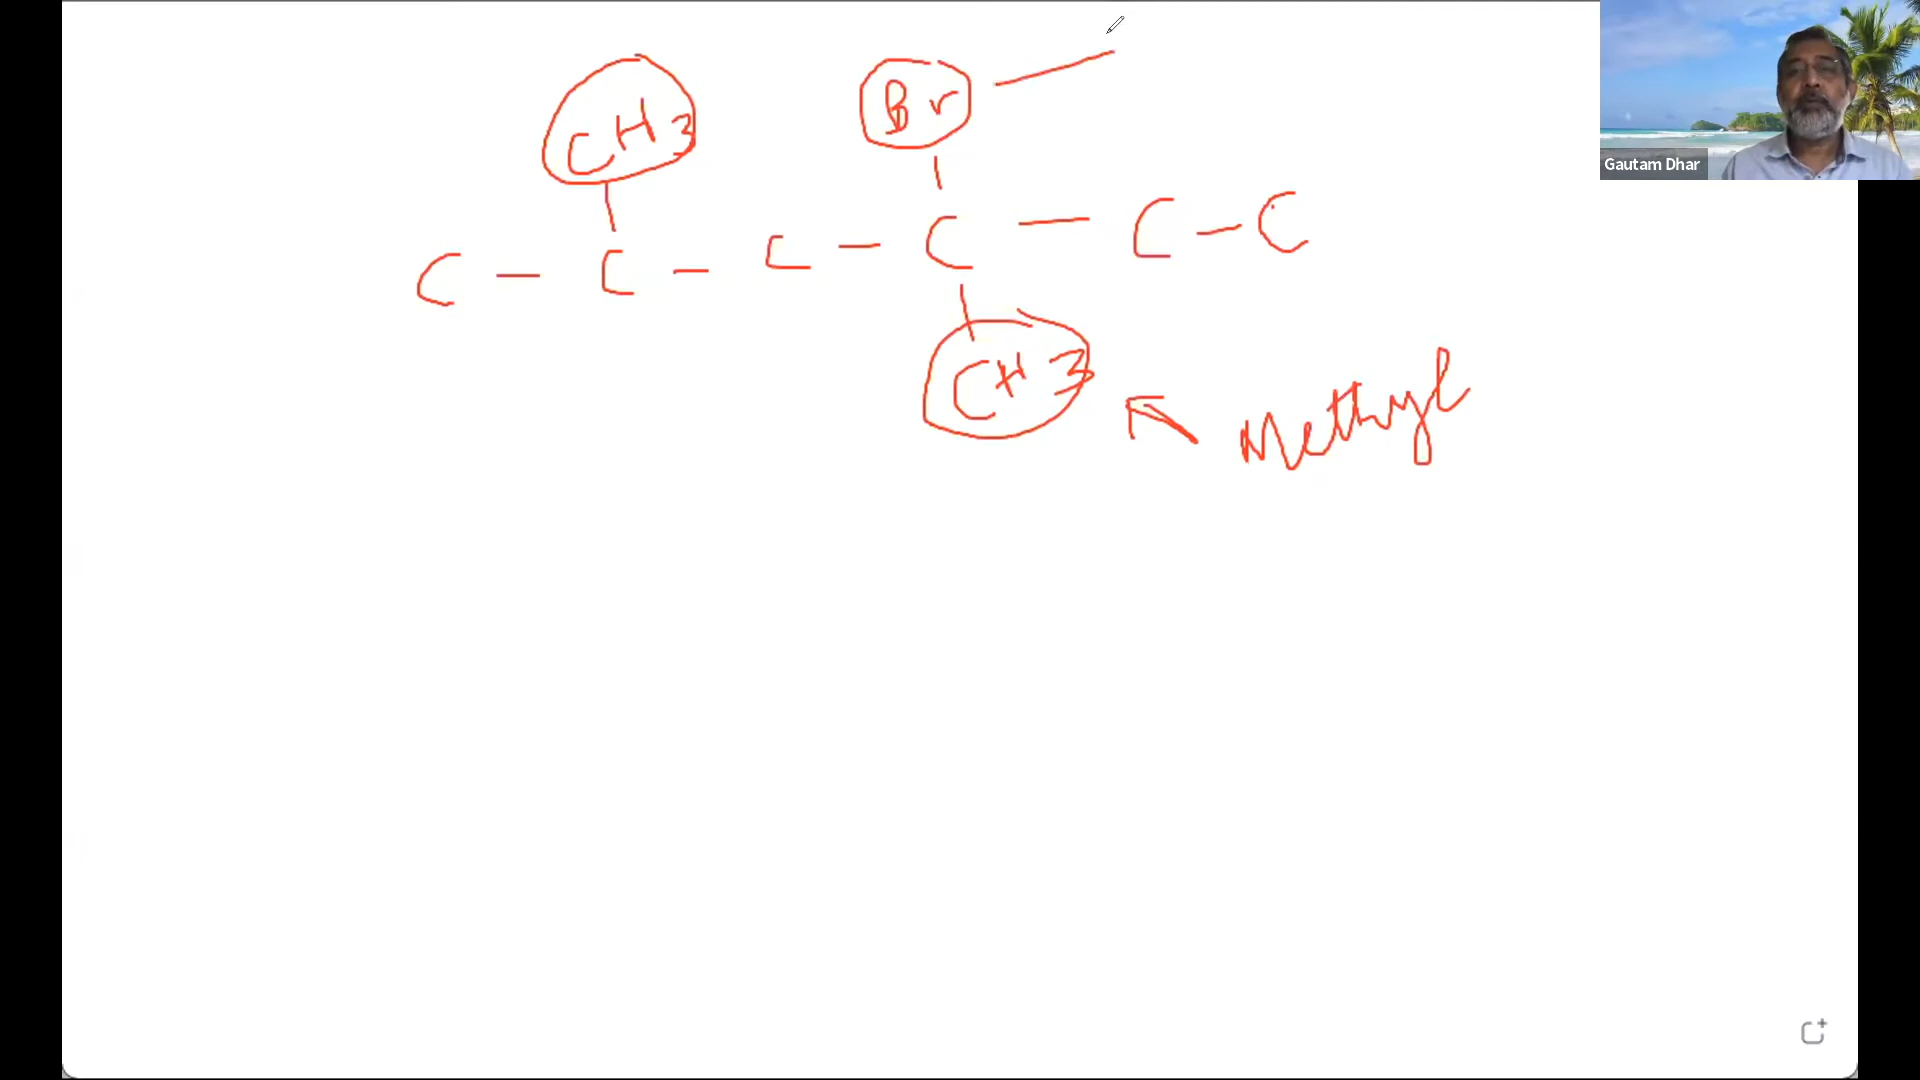 CH3 Br
C - C - C - C - C - C
CH3
Methyl
Gautam Dhar